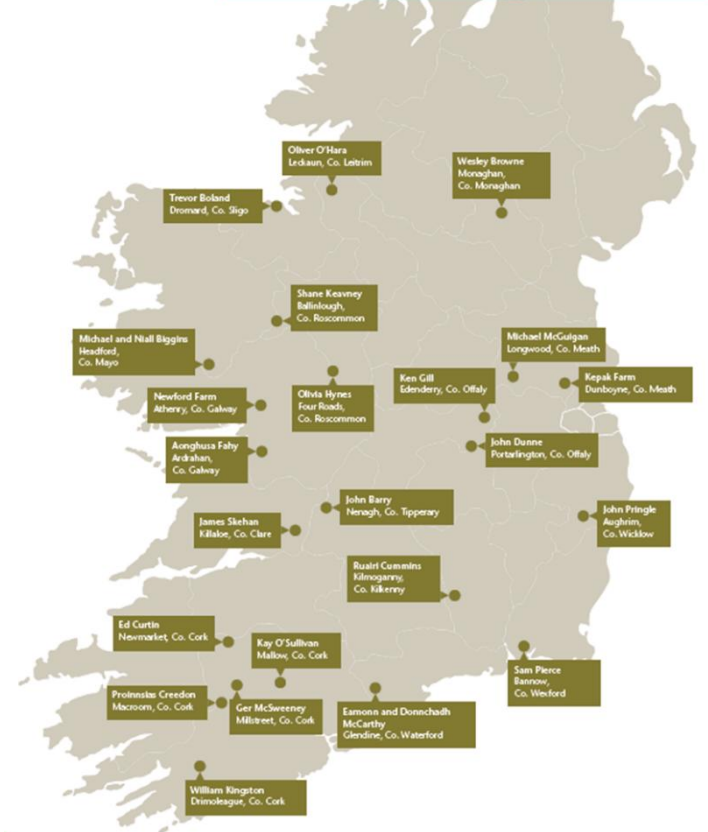 Oliver O'Hara
Leckaun, Co. Leitrim
Wesley Browne
Monaghan,
Co. Monaghan
Trevor Boland
Dromard, Co. Sligo
Shane Keavney
Ballinlough,
Co. Roscommon
Michael and Niall Biggins
Headford,
Co. Mayo
Michael McGuigan
Longwood, Co. Meath
Ken Gill
Edenderry, Co. Offaly
Kepak Farm
Dunboyne, Co. Meath
Newford Farm
Athenry, Co. Galway
Olivia Hynes
Four Roads,
Co. Roscommon
Aonghusa Fahy
Ardrahan,
Co. Galway
John Dunne
Portarlington, Co. Offaly
John Barry
Nenagh, Co. Tipperary
James Skehan
Killaloe, Co. Clare
John Pringle
Aughrim,
Co. Wicklow
Ruairi Cummins
Kilmoganny,
Co. Kilkenny
Ed Curtin
Newmarket, Co. Cork
Kay O'Sullivan
Mallow, Co. Cork
Sam Pierce
Bannow,
Co. Wexford
Proinnsias Creedon
Macroom, Co. Cork
Ger McSweeney
Millstreet, Co. Cork
Eamonn and Donnchadh
McCarthy
Glendine, Co. Waterford
William Kingston
Drimoleague, Co. Cork